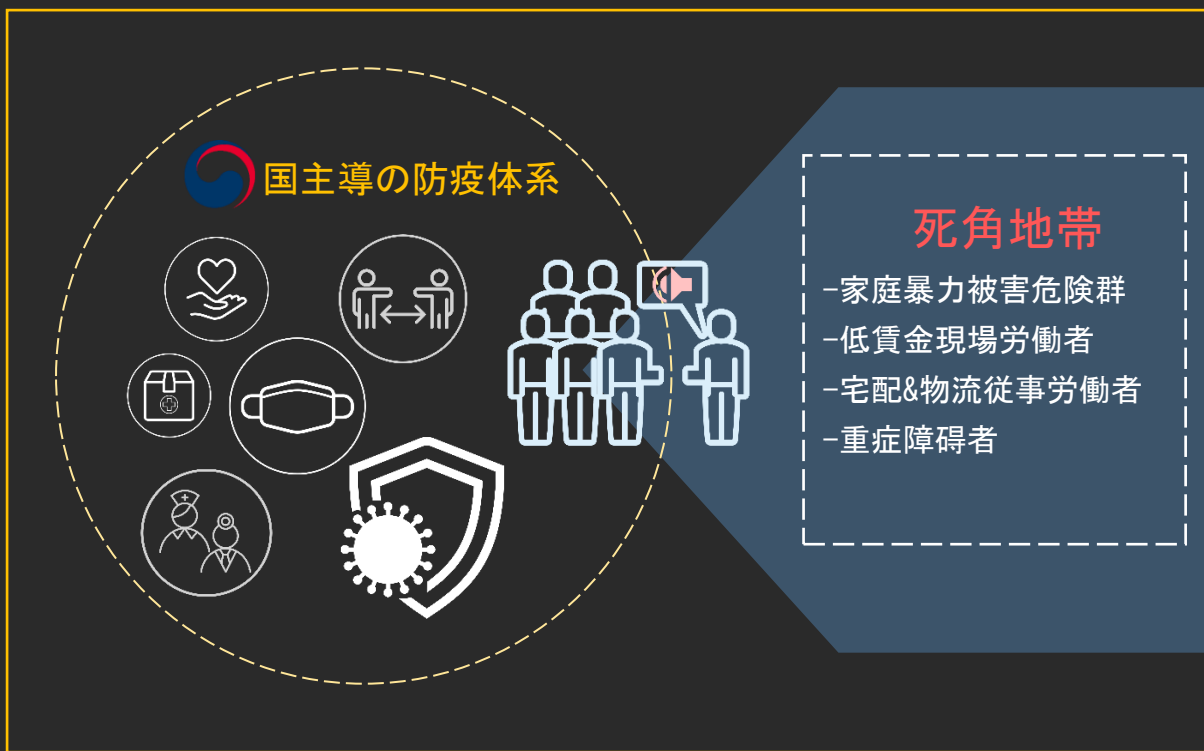 国主導の防疫体系
死角地帯
-家庭暴力被害危険群
-低賃金現場労働者
-宅配&物流従事労働者
-重症障碍者